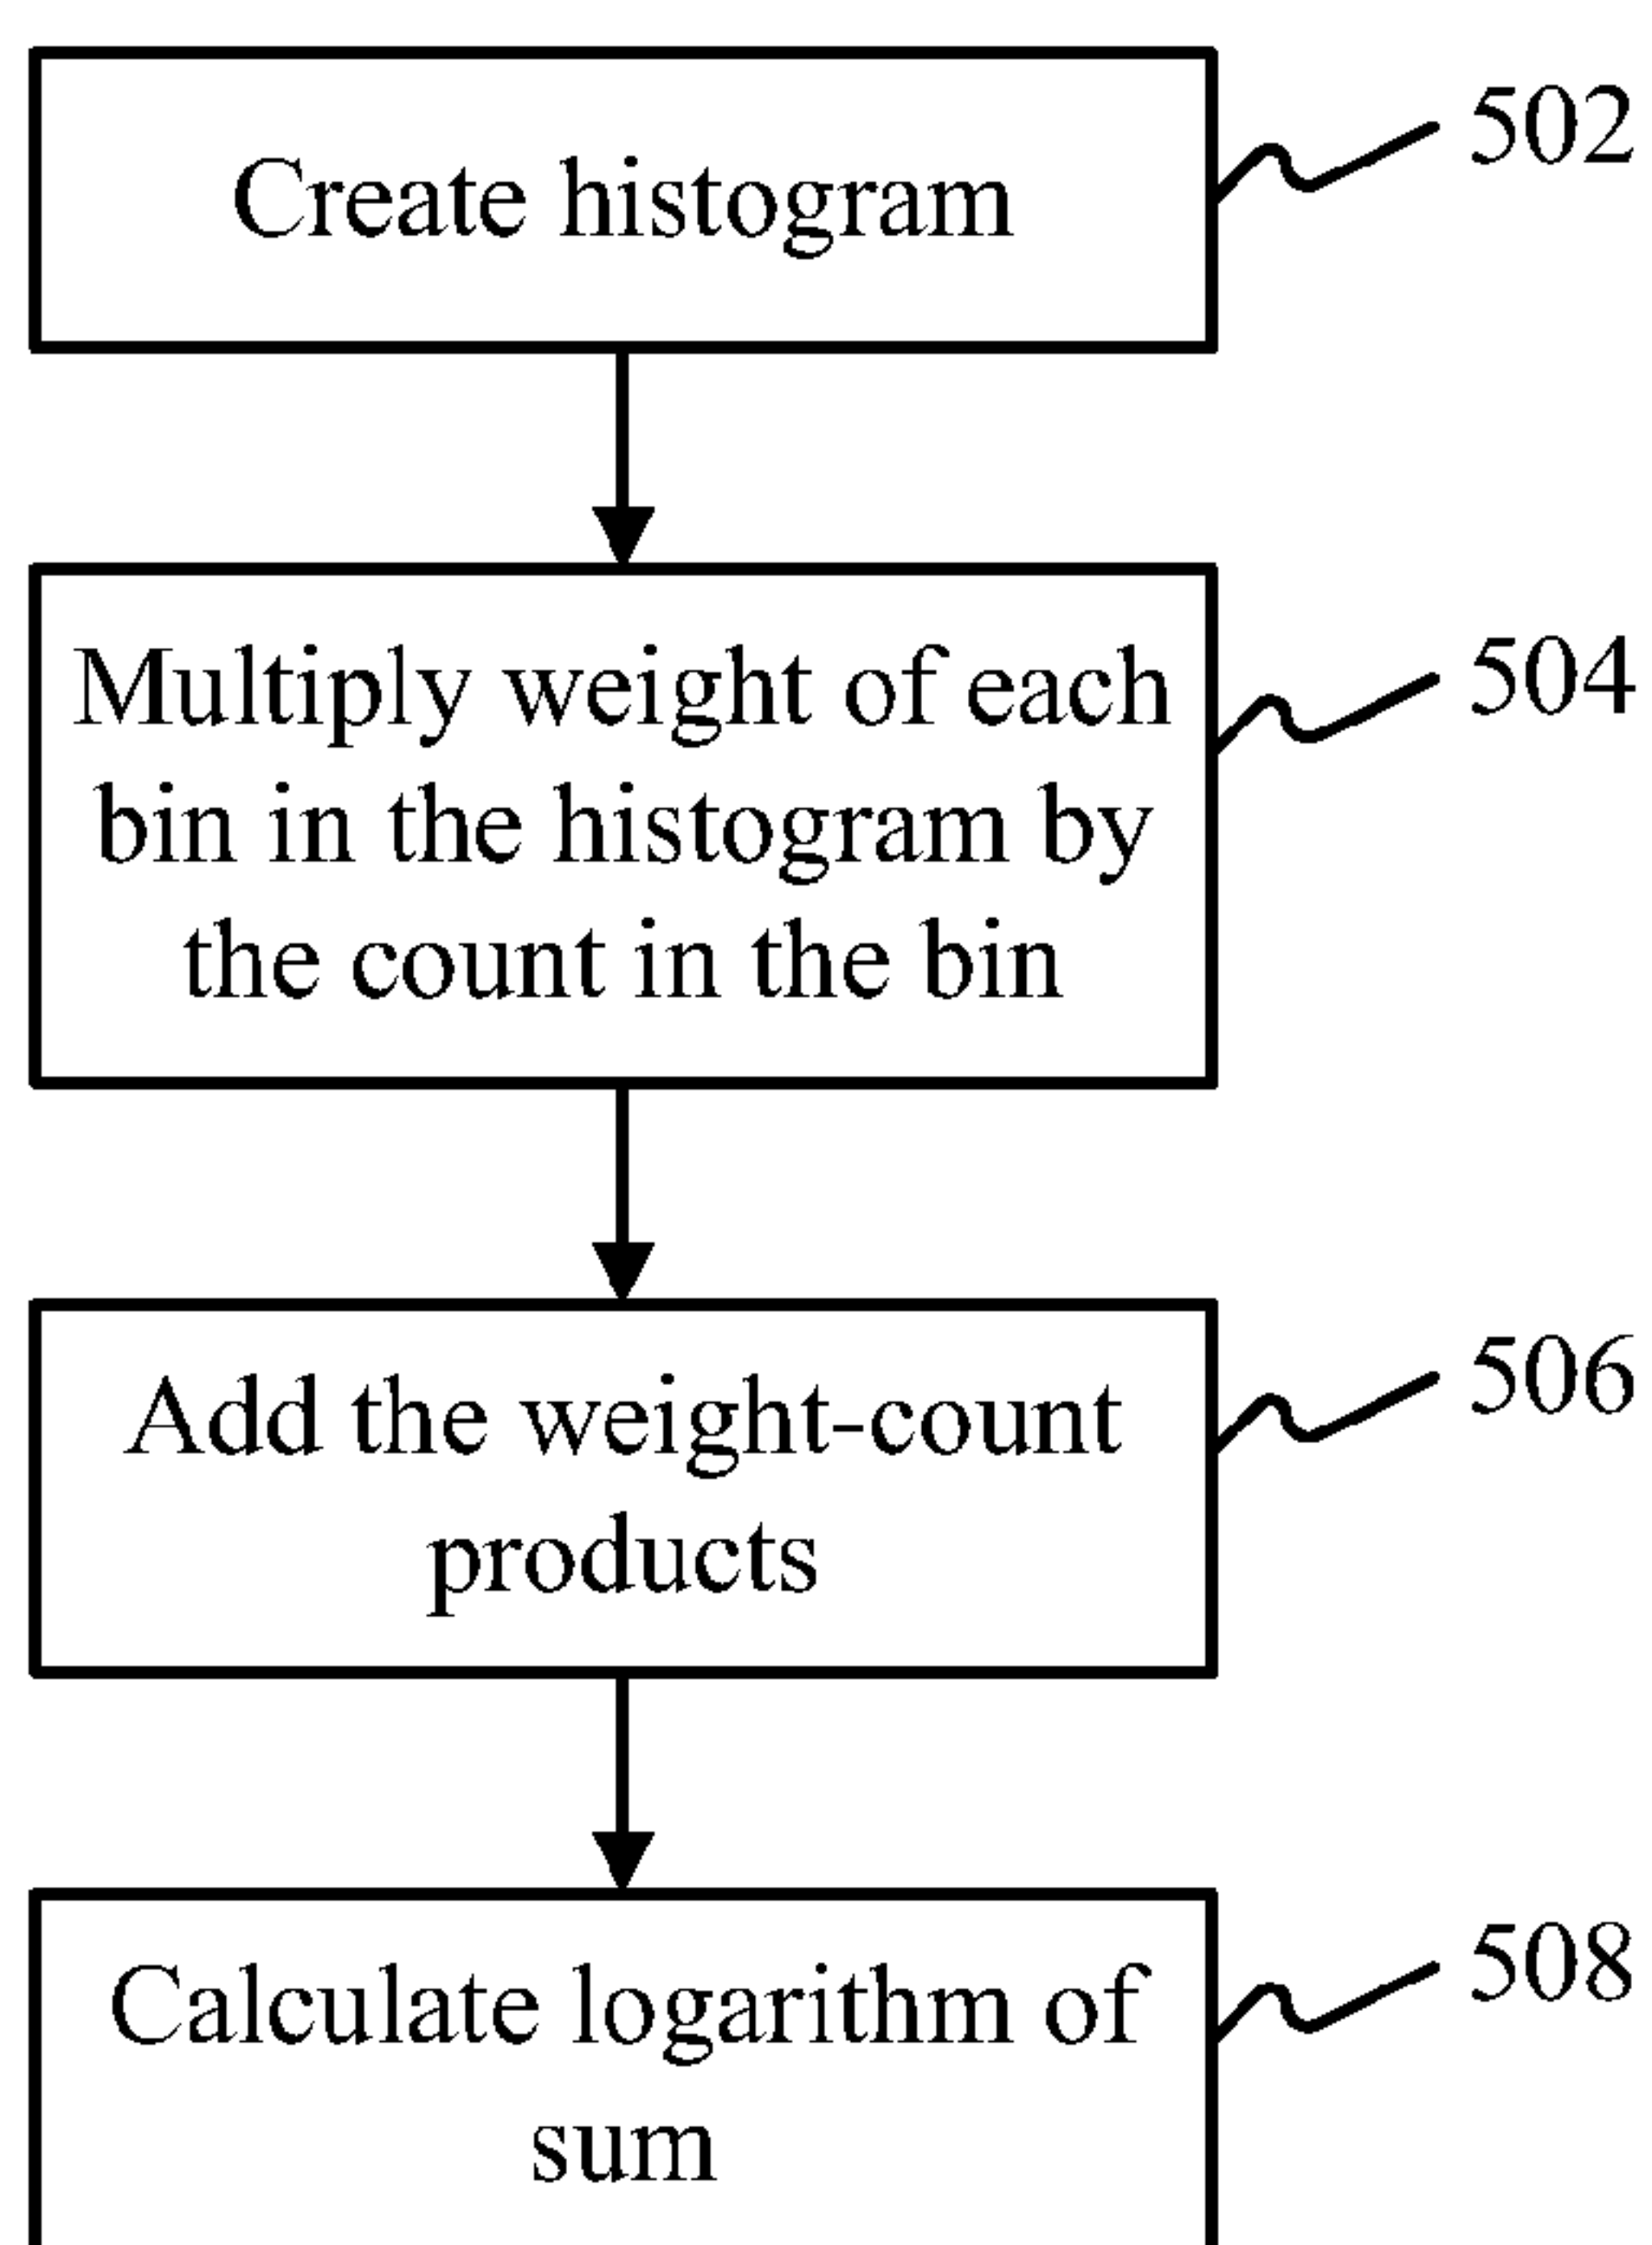 Create histogram
502
Multiply weight of each
bin in the histogram by
the count in the bin
504
Add the weight-count
products
506
Calculate logarithm of
sum
508